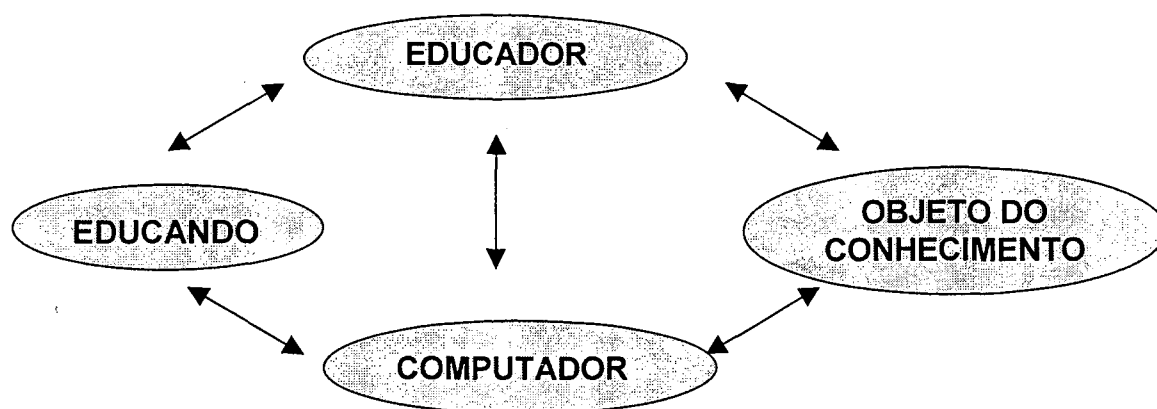 EDUCADOR
EDUCANDO
OBJETO DO
CONHECIMENTO
COMPUTADOR